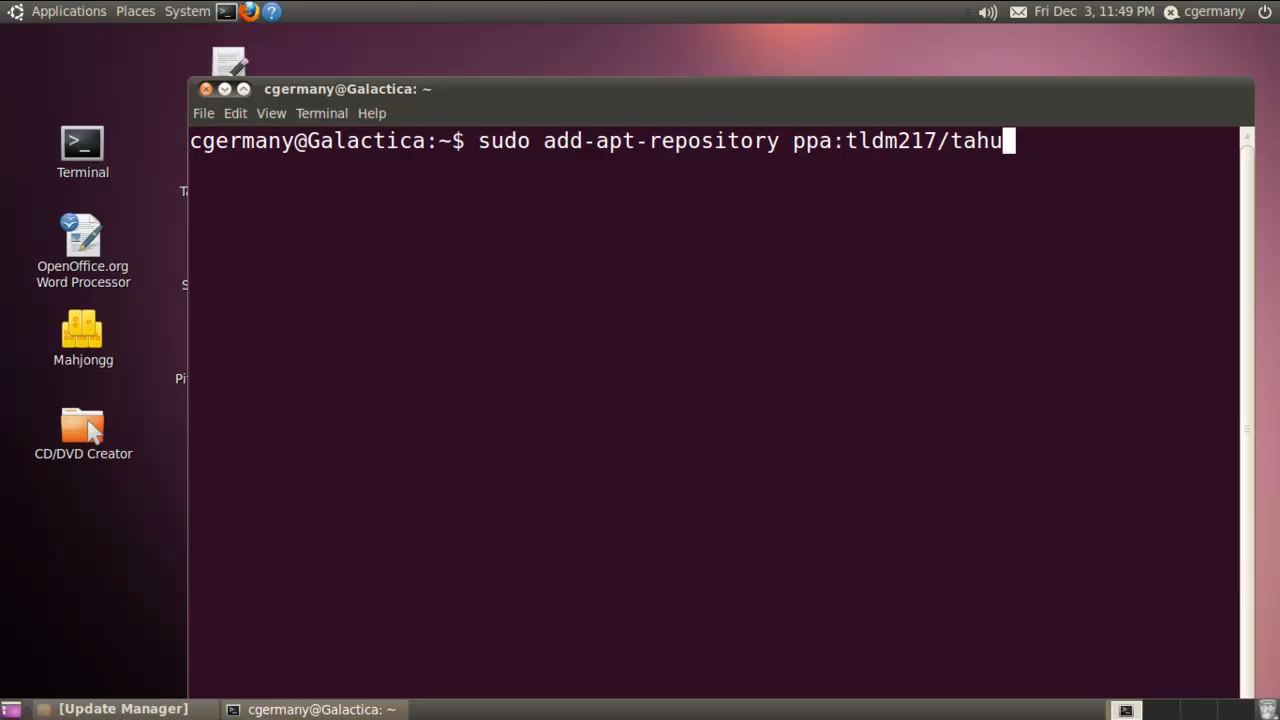 Applications Places System Fri Dec 3, 11:49 PM cgermany
cgermany@Galactica: ~
File Edit View Terminal Help
cgermany@Galactica:~$ sudo add-apt-repository ppa:tldm217/tahu
Terminal
OpenOffice.org
Word Processor
Mahjongg
CD/DVD Creator
[Update Manager] cgermany@Galactica: ~